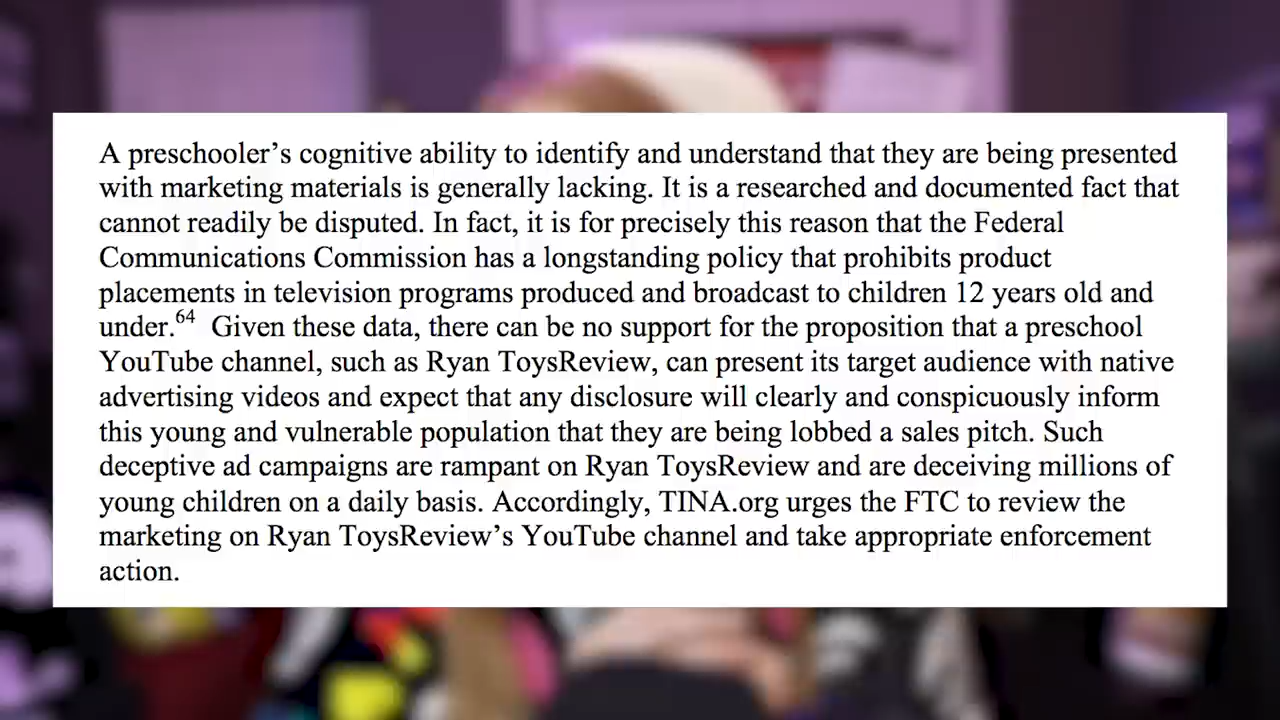 A preschooler’s cognitive ability to identify and understand that they are being presented
with marketing materials is generally lacking. It is a researched and documented fact that
cannot readily be disputed. In fact, it is for precisely this reason that the Federal
Communications Commission has a longstanding policy that prohibits product
placements in television programs produced and broadcast to children 12 years old and
under.64 Given these data, there can be no support for the proposition that a preschool
YouTube channel, such as Ryan ToysReview, can present its target audience with native
advertising videos and expect that any disclosure will clearly and conspicuously inform
this young and vulnerable population that they are being lobbed a sales pitch. Such
deceptive ad campaigns are rampant on Ryan ToysReview and are deceiving millions of
young children on a daily basis. Accordingly, TINA.org urges the FTC to review the
marketing on Ryan ToysReview’s YouTube channel and take appropriate enforcement
action.